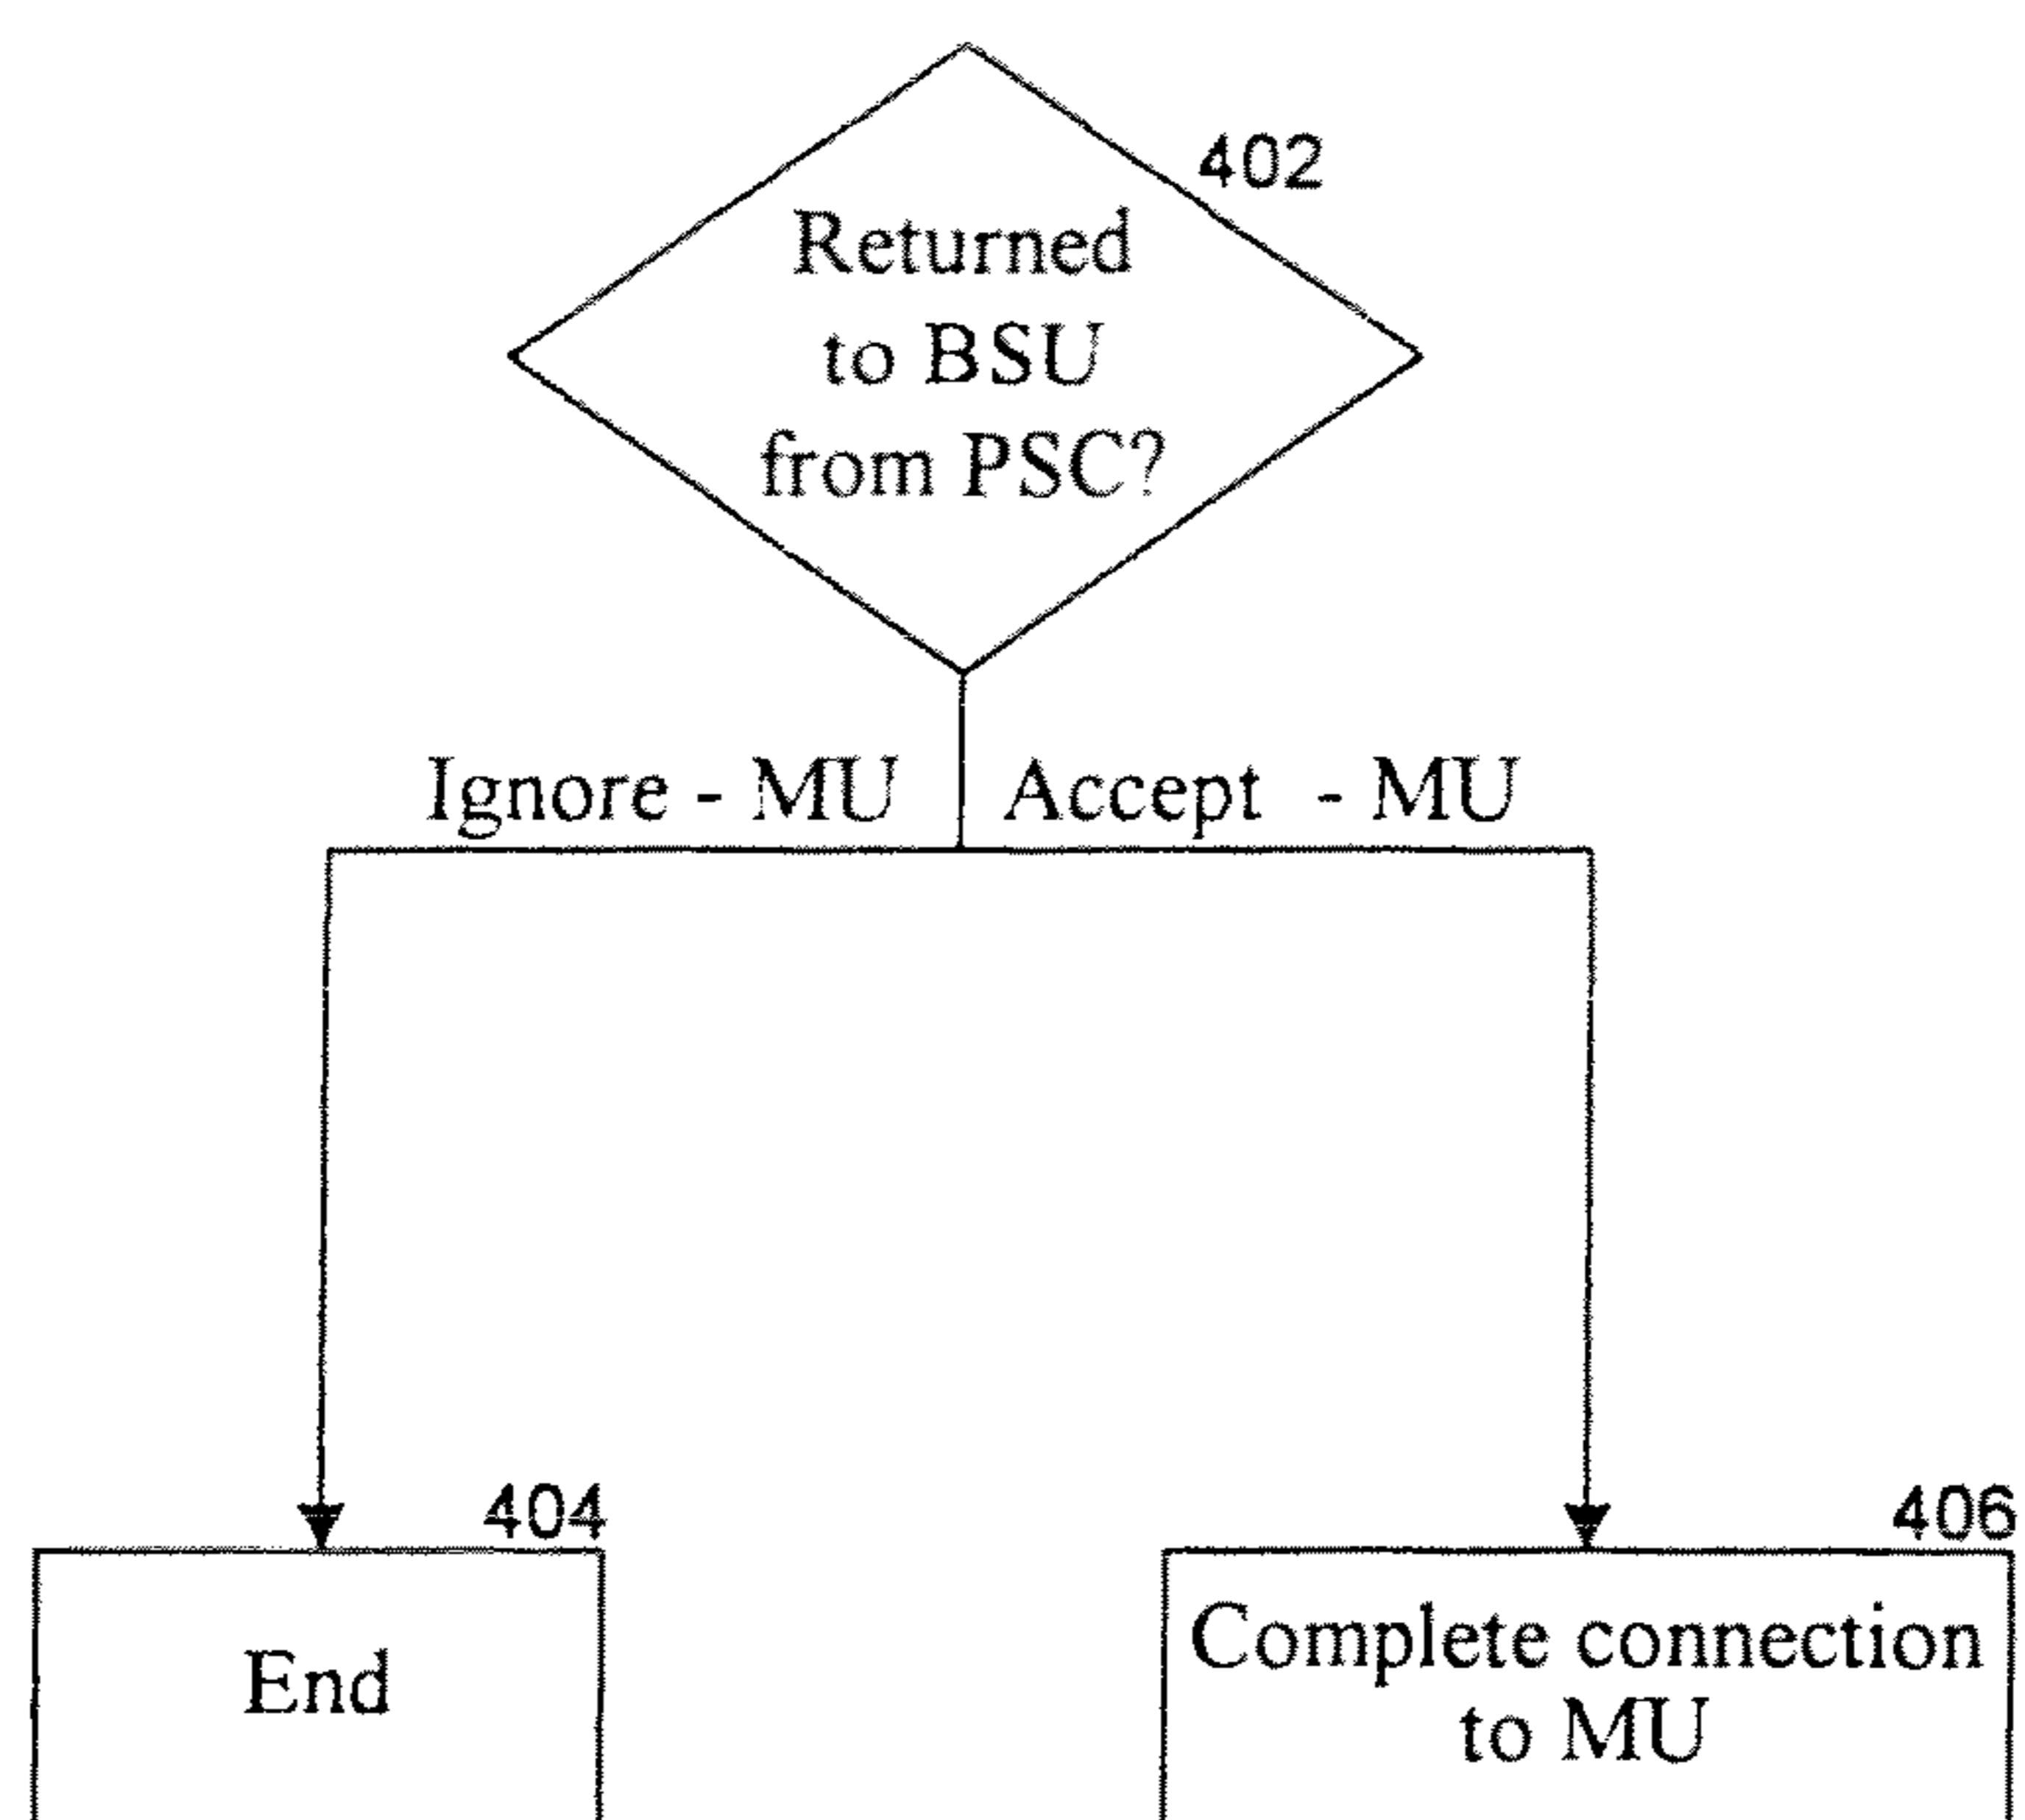 402
Returned
to BSU
from PSC?
Ignore - MU
Accept - MU
404
End
406
Complete connection
to MU